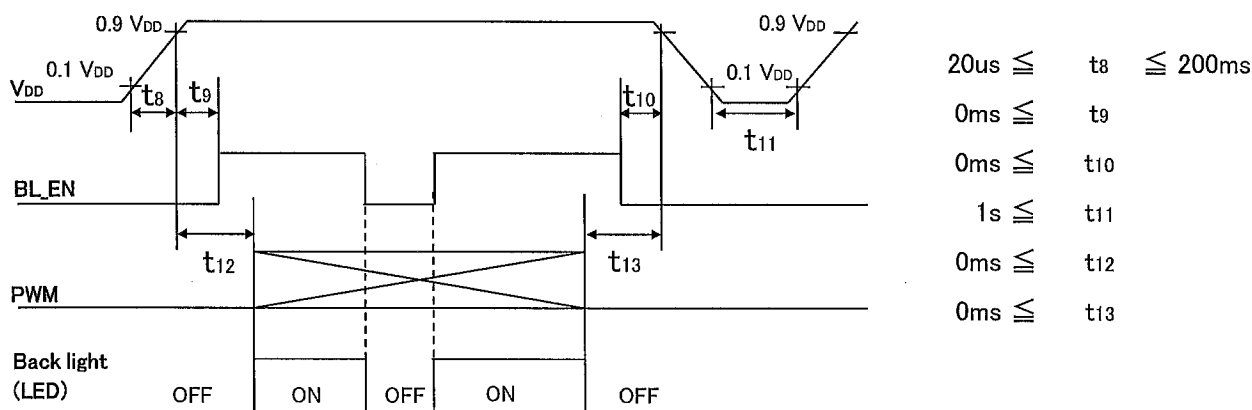 0.9 VDD
0.9 VDD
0.1 VDD
0.1 VDD
VDD
t8
t9
t10
t11
BL_EN
t12
t13
PWM
Back light
(LED)
OFF
ON
OFF
ON
OFF
20us ≦ t8 ≦ 200ms
0ms ≦ t9
0ms ≦ t10
1s ≦ t11
0ms ≦ t12
0ms ≦ t13